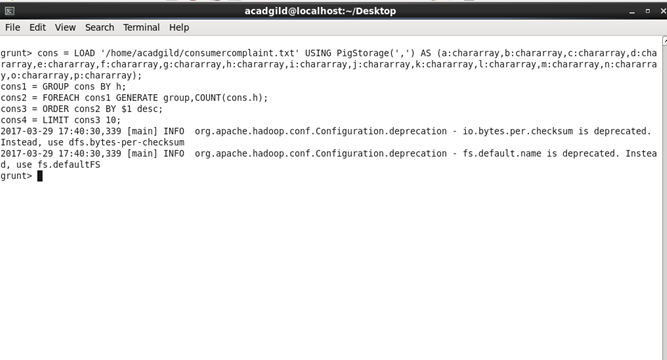 acadgild@localhost:~/Desktop
File Edit View Search Terminal Help
grunt> cons = LOAD '/home/acadgild/consumercomplaint.txt' USING PigStorage(',') AS (a:chararray,b:chararray,c:chararray,d:cha
rarray,e:chararray,f:chararray,g:chararray,h:chararray,i:chararray,j:chararray,k:chararray,l:chararray,m:chararray,n:chararra
y,o:chararray,p:chararray);
cons1 = GROUP cons BY h;
cons2 = FOREACH cons1 GENERATE group,COUNT(cons.h);
cons3 = ORDER cons2 BY $1 desc;
cons4 = LIMIT cons3 10;
2017-03-29 17:40:30,339 [main] INFO  org.apache.hadoop.conf.Configuration.deprecation - io.bytes.per.checksum is deprecated.
Instead, use dfs.bytes-per-checksum
2017-03-29 17:40:30,339 [main] INFO  org.apache.hadoop.conf.Configuration.deprecation - fs.default.name is deprecated. Instea
d, use fs.defaultFS
grunt>